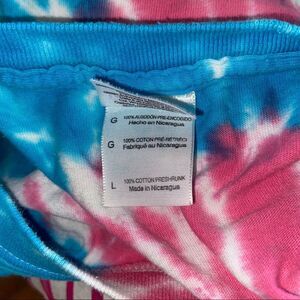 G 100% ALGODÓN PRE-ENCOGIDO
Hecho en Nicaragua
G 100% COTON PRÉ-RÉTRÉCI
Fabriqué au Nicaragua
L 100% COTTON PRESHRUNK
Made in Nicaragua